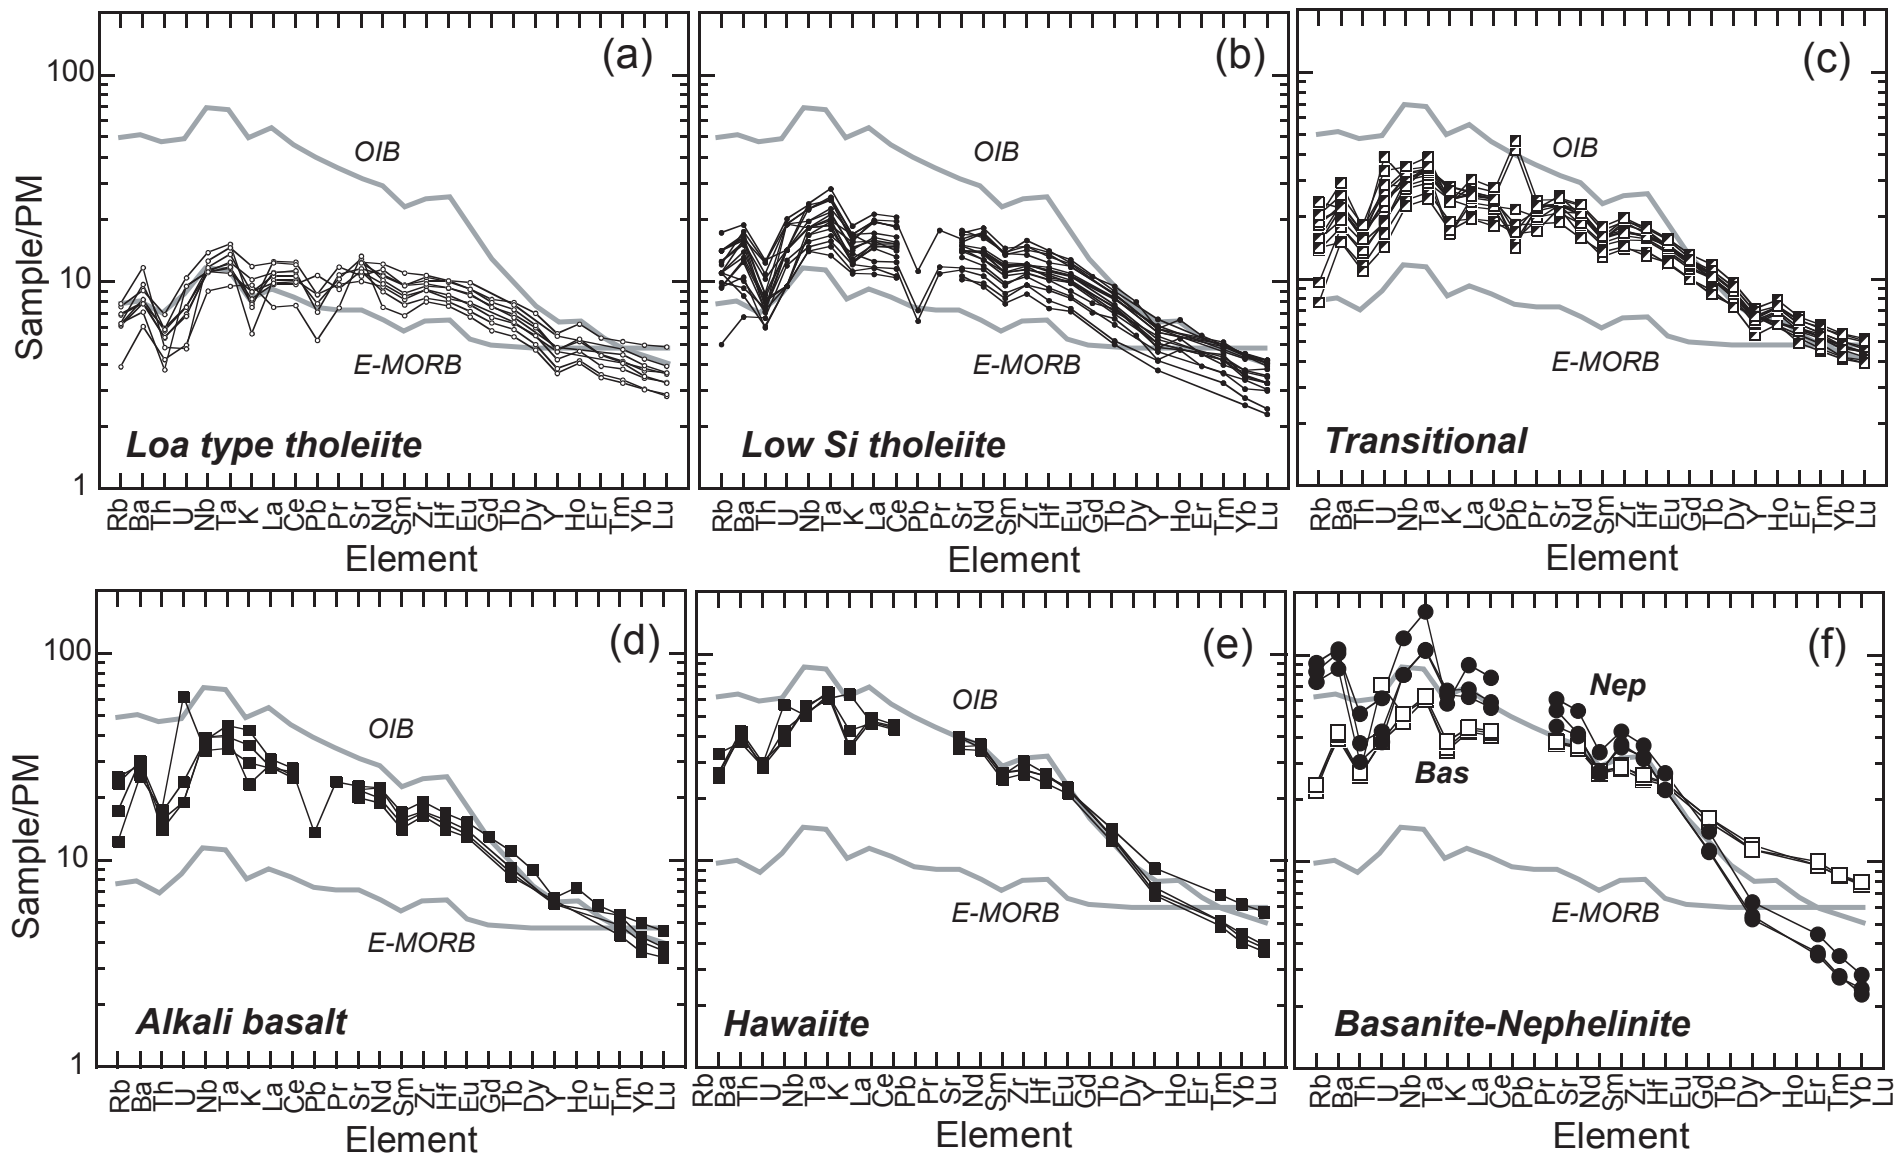 (a)
100
10
1
Sample/PM
OIB
E-MORB
Loa type tholeiite
Rb Ba Th U Nb Ta K La Ce Pb Pr Sr Nd Sm Zr Hf Eu Gd Tb Dy Y Ho Er Tm Yb Lu
Element
(b)
OIB
E-MORB
Low Si tholeiite
Rb Ba Th U Nb Ta K La Ce Pb Pr Sr Nd Sm Zr Hf Eu Gd Tb Dy Y Ho Er Tm Yb Lu
Element
(c)
OIB
E-MORB
Transitional
Rb Ba Th U Nb Ta K La Ce Pb Pr Sr Nd Sm Zr Hf Eu Gd Tb Dy Y Ho Er Tm Yb Lu
Element
(d)
100
10
1
Sample/PM
OIB
E-MORB
Alkali basalt
Rb Ba Th U Nb Ta K La Ce Pb Pr Sr Nd Sm Zr Hf Eu Gd Tb Dy Y Ho Er Tm Yb Lu
Element
(e)
OIB
E-MORB
Hawaiite
Rb Ba Th U Nb Ta K La Ce Pb Pr Sr Nd Sm Zr Hf Eu Gd Tb Dy Y Ho Er Tm Yb Lu
Element
(f)
Nep
Bas
E-MORB
Basanite-Nephelinite
Rb Ba Th U Nb Ta K La Ce Pb Pr Sr Nd Sm Zr Hf Eu Gd Tb Dy Y Ho Er Tm Yb Lu
Element